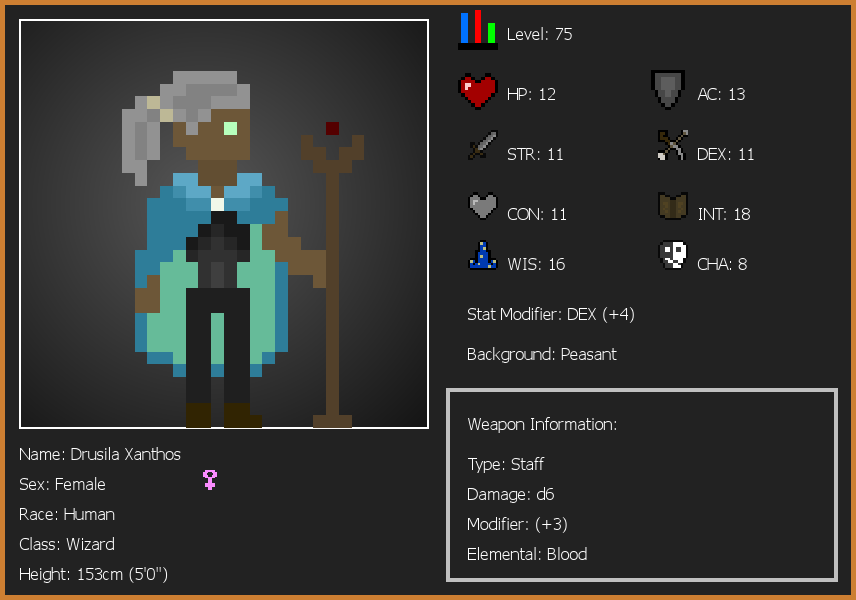 Level: 75
HP: 12
AC: 13
STR: 11
DEX: 11
CON: 11
INT: 18
WIS: 16
CHA: 8
Stat Modifier: DEX (+4)
Background: Peasant
Weapon Information:
Type: Staff
Damage: d6
Modifier: (+3)
Elemental: Blood
Name: Drusila Xanthos
Sex: Female
Race: Human
Class: Wizard
Height: 153cm (5'0")